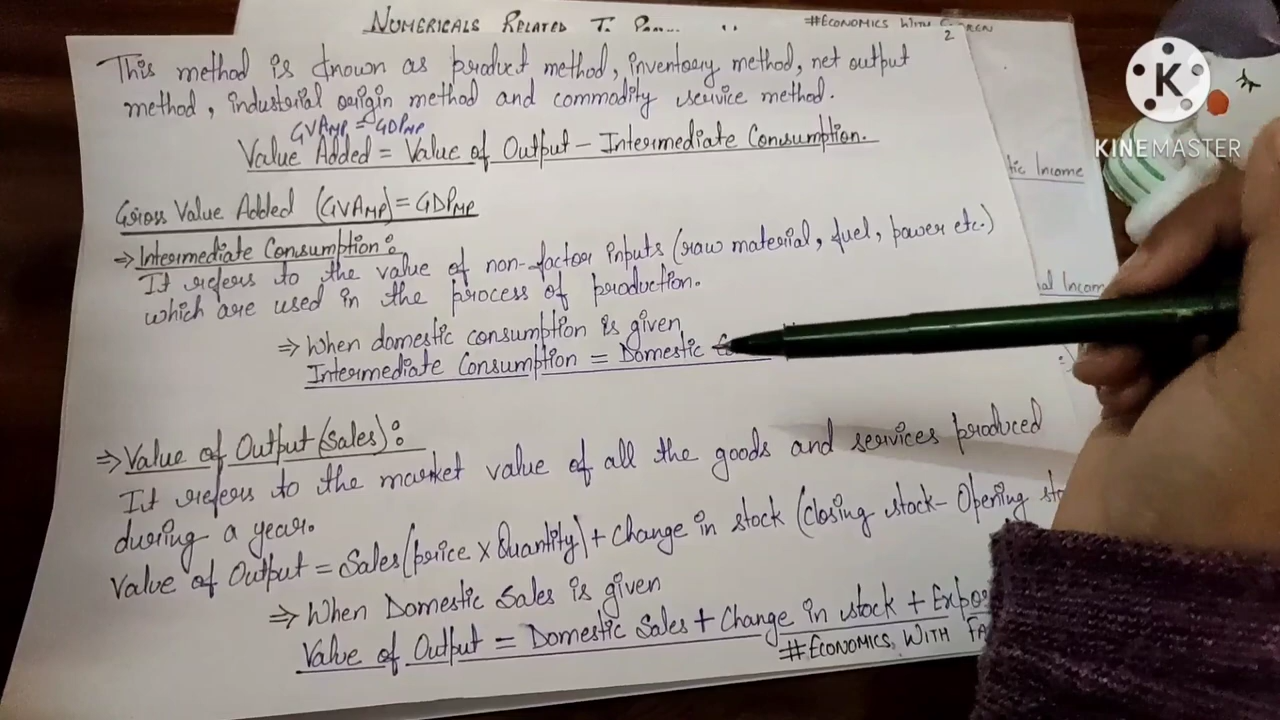 NUMERICALS RELATED
#ECONOMICS WITH
2
This method is known as product method, inventory method, net output
method, industrial origin method and commodity service method.
GVAMP = GDPMP
Value Added = Value of Output - Intermediate Consumption.
Gross Value Added (GVAMP) = GDPMP
⇒ Intermediate Consumption:
It refers to the value of non-factor inputs (raw material, fuel, power etc.)
which are used in the process of production.
⇒ When domestic consumption is given
Intermediate Consumption = Domestic
⇒ Value of Output (Sales):
It refers to the market value of all the goods and services produced
during a year.
Value of Output = Sales (price x Quantity) + Change in stock (closing stock - Opening
⇒ When Domestic Sales is given
Value of Output = Domestic Sales + Change in stock +
#ECONOMICS WITH
Income
K
KINEMASTER